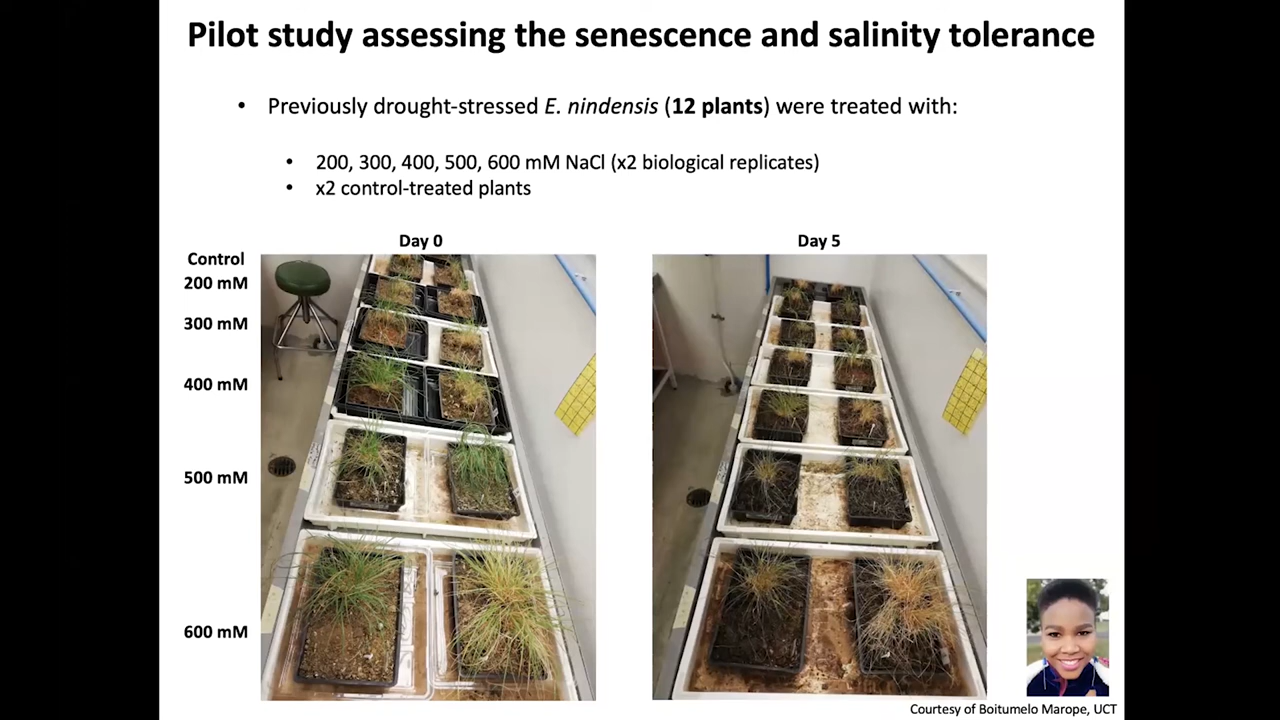 Pilot study assessing the senescence and salinity tolerance
• Previously drought-stressed E. nindensis (12 plants) were treated with:
• 200, 300, 400, 500, 600 mM NaCl (x2 biological replicates)
• x2 control-treated plants
Day 0
Day 5
Control
200 mM
300 mM
400 mM
500 mM
600 mM
Courtesy of Boitumelo Marope, UCT